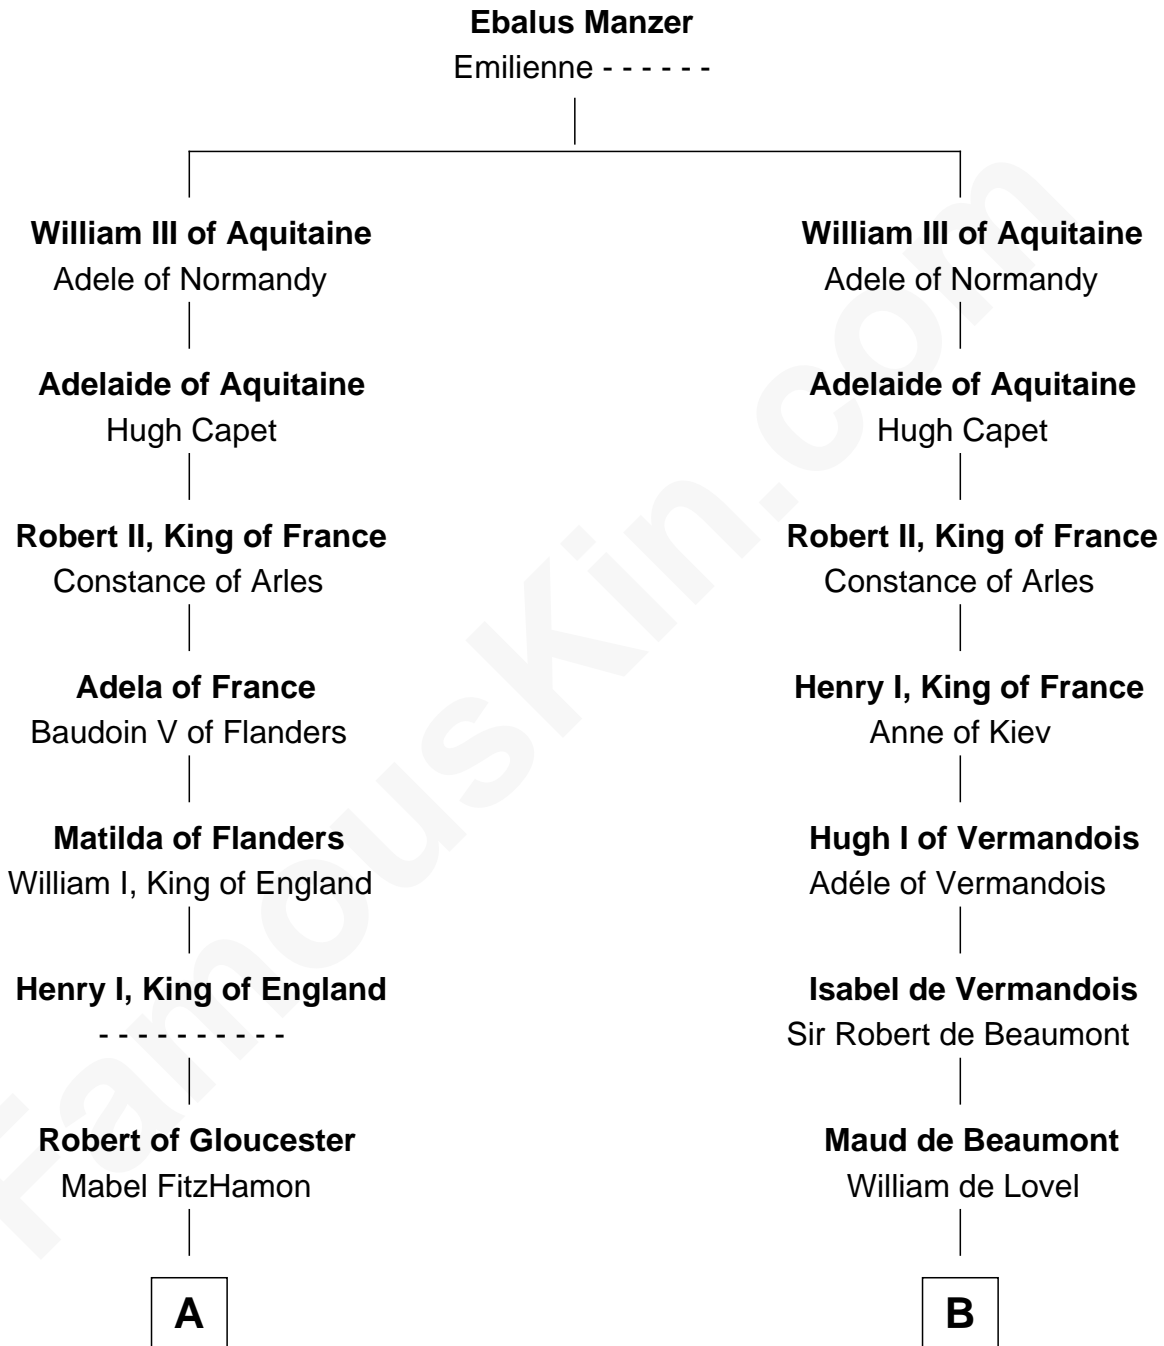 Ebalus Manzer
Emilienne - - - - - -
William III of Aquitaine
Adele of Normandy
Adelaide of Aquitaine
Hugh Capet
Robert II, King of France
Constance of Arles
Adela of France
Baudoin V of Flanders
Matilda of Flanders
William I, King of England
Henry I, King of England
- - - - - - - - - -
Robert of Gloucester
Mabel FitzHamon
A
William III of Aquitaine
Adele of Normandy
Adelaide of Aquitaine
Hugh Capet
Robert II, King of France
Constance of Arles
Henry I, King of France
Anne of Kiev
Hugh I of Vermandois
Adéle of Vermandois
Isabel de Vermandois
Sir Robert de Beaumont
Maud de Beaumont
William de Lovel
B
FamousKin.com